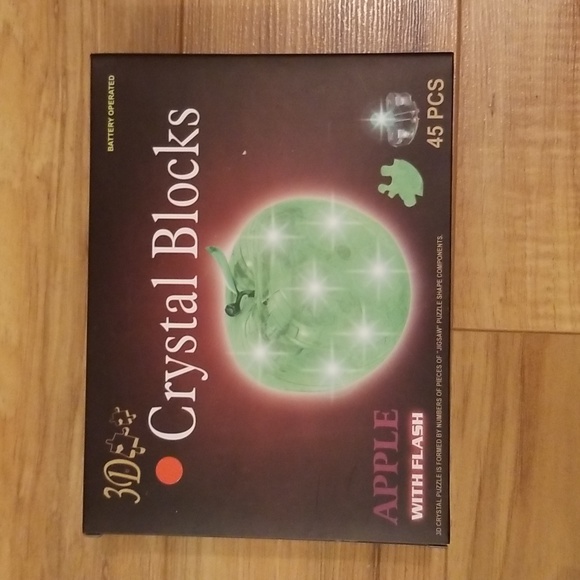 BATTERY OPERATED
3D
Crystal Blocks
45 PCS
APPLE
WITH FLASH
3D CRYSTAL PUZZLE IS FORMED BY NUMBERS OF PIECES OF "JIGSAW" PUZZLE SHAPE COMPONENTS.